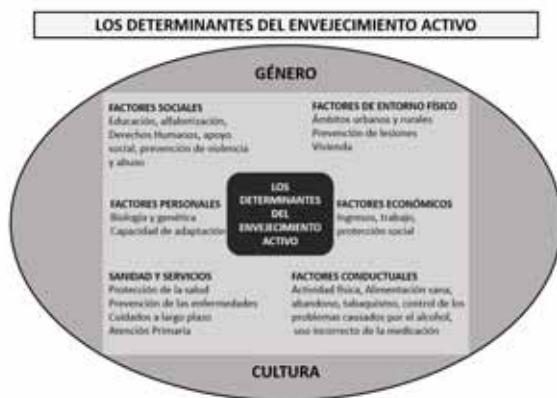 LOS DETERMINANTES DEL ENVEJECIMIENTO ACTIVO
GÉNERO
FACTORES SOCIALES
Educación, alfaberización,
Derechos Humanos, apoyo
social, prevención de violencia
y abuso
FACTORES DE ENTORNO FÍSICO
Ámbitos urbanos y rurales
Prevención de lesiones
Vivienda
FACTORES PERSONALES
Biología y genética
Capacidad de adaptación
LOS
DETERMINANTES
DEL
ENVEJECIMIENTO
ACTIVO
FACTORES ECONÓMICOS
Ingresos, trabajo,
protección social
SANIDAD Y SERVICIOS
Protección de la salud
Prevención de las enfermedades
Cuidados a largo plazo
Atención Primaria
FACTORES CONDUCTUALES
Actividad física, Alimentación sana,
abandono, tabaquismo, control de los
problemas causados por el alcohol,
uso incorrecto de la medicación
CULTURA